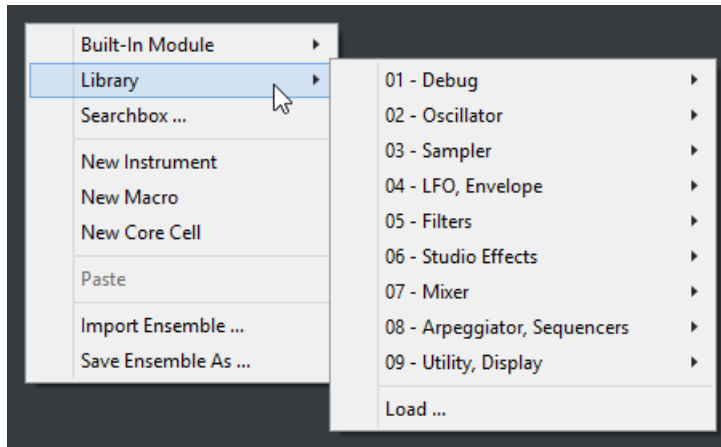 Built-In Module
Library
Searchbox ...
New Instrument
New Macro
New Core Cell
Paste
Import Ensemble ...
Save Ensemble As ...
01 - Debug
02 - Oscillator
03 - Sampler
04 - LFO, Envelope
05 - Filters
06 - Studio Effects
07 - Mixer
08 - Arpeggiator, Sequencers
09 - Utility, Display
Load ...